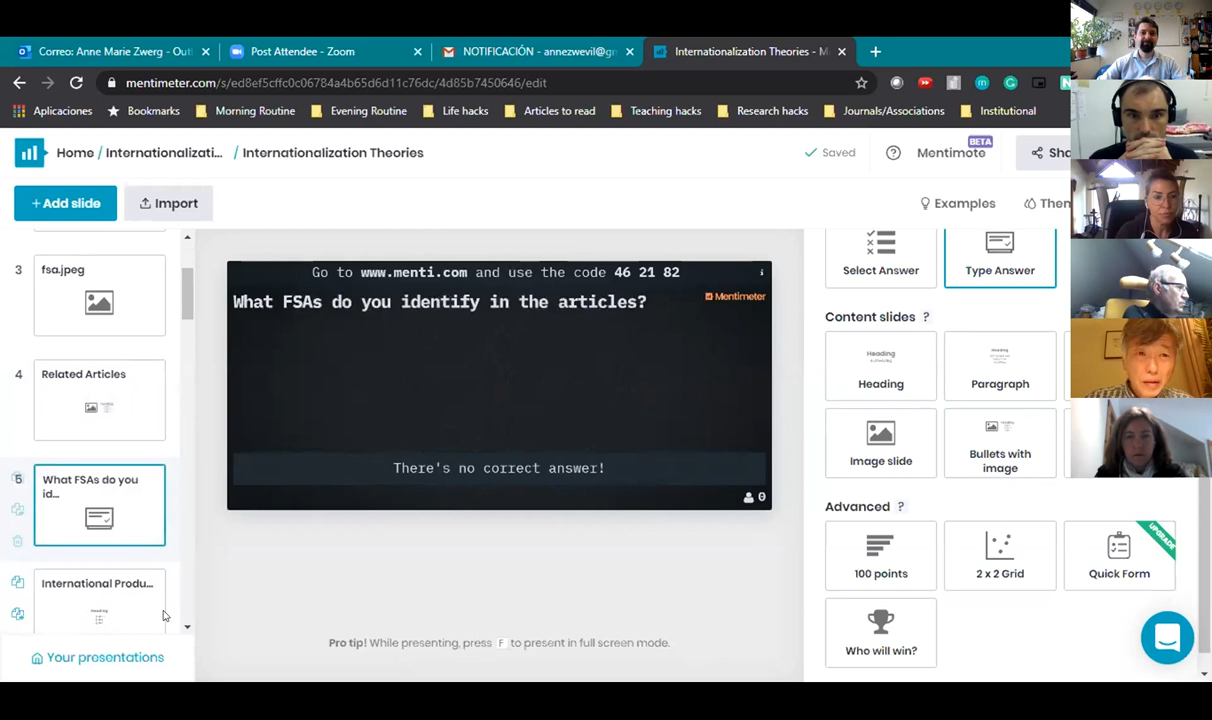 Correo: Anne Marie Zwerg - Out
Post Attendee - Zoom
NOTIFICACIÓN - annezwevil@gm
Internationalization Theories - M
mentimeter.com/s/ed8ef5cffc0c06784a4b65d6d11c76dc/4d85b7450646/edit
Aplicaciones
Bookmarks
Morning Routine
Evening Routine
Life hacks
Articles to read
Teaching hacks
Research hacks
Journals/Associations
Institutional
Home / Internationalizati... / Internationalization Theories
Saved
Mentimote
BETA
Sha
+ Add slide
Import
Examples
Them
3
fsa.jpeg
4
Related Articles
5
What FSAs do you
id...
International Produ...
Heading
Your presentations
Go to www.menti.com and use the code 46 21 82
What FSAs do you identify in the articles?
Mentimeter
There's no correct answer!
0
Pro tip! While presenting, press F to present in full screen mode.
Select Answer
Type Answer
Content slides ?
Heading
Heading
Paragraph
Image slide
Bullets with
image
Advanced ?
100 points
2 x 2 Grid
Quick Form
UPGRADE
Who will win?